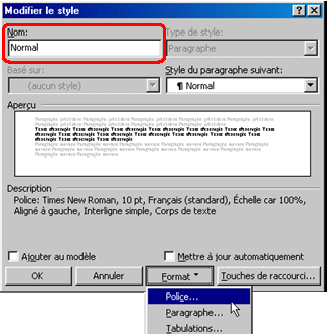 Modifier le style
Nom:
Type de style:
Normal
Paragraphe
Basé sur:
Style du paragraphe suivant:
(aucun style)
¶ Normal
Aperçu
Description
Police: Times New Roman, 10 pt, Français (standard), Échelle car 100%,
Aligné à gauche, Interligne simple, Corps de texte
Ajouter au modèle
Mettre à jour automatiquement
OK
Annuler
Format
Touches de raccourci...
Police...
Paragraphe...
Tabulations...